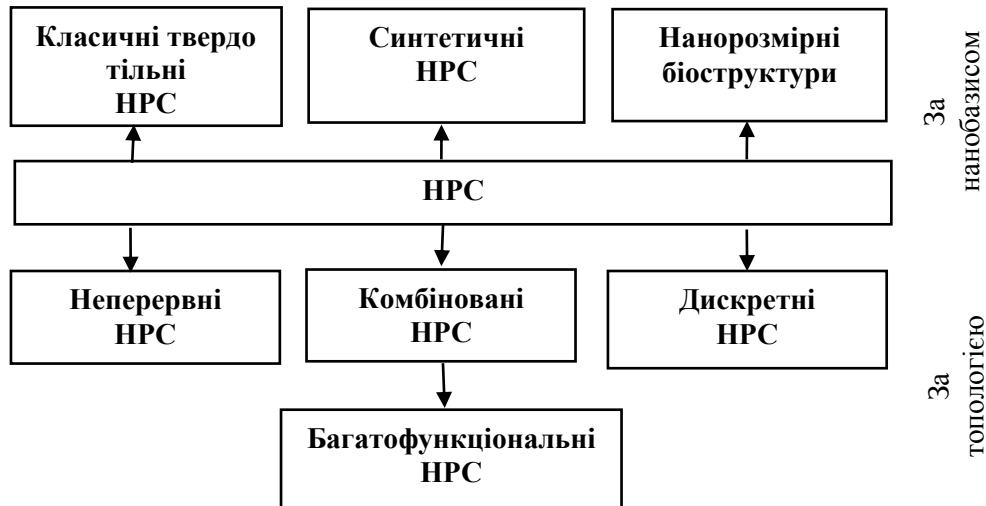 Класичні твердо
тільні
НРС
Синтетичні
НРС
Нанорозмірні
біоструктури
За
нанобазисом
НРС
Неперервні
НРС
Комбіновані
НРС
Дискретні
НРС
За
топологією
Багатофункціональні
НРС